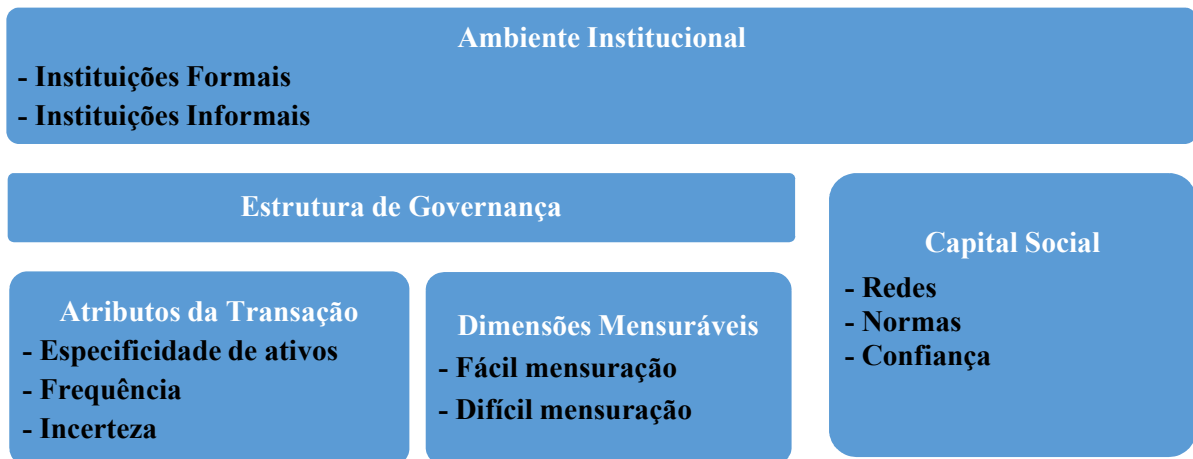 Ambiente Institucional
- Instituições Formais
- Instituições Informais
Estrutura de Governança
Atributos da Transação
- Especificidade de ativos
- Frequência
- Incerteza
Dimensões Mensuráveis
- Fácil mensuração
- Difícil mensuração
Capital Social
- Redes
- Normas
- Confiança